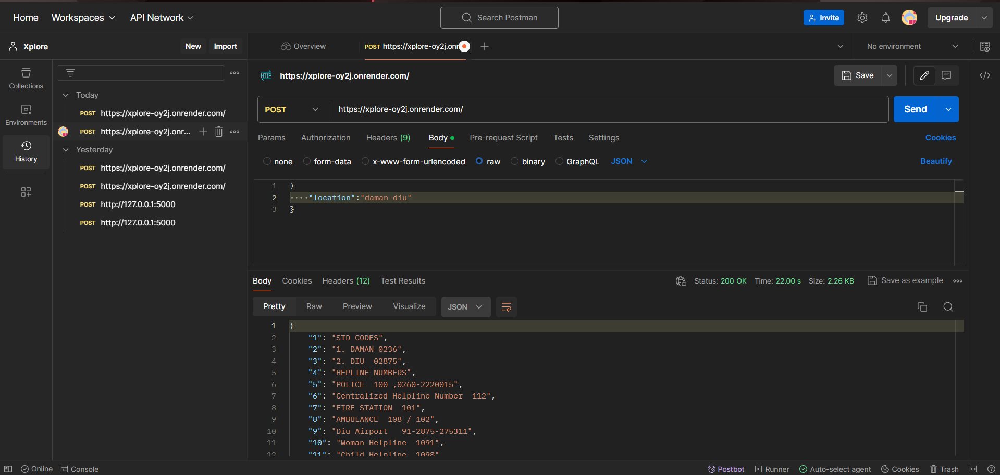 Home Workspaces API Network Search Postman Invite Upgrade
Xplore New Import Overview POST https://xplore-oy2j.onr No environment
Collections
Environments
History
Today
POST https://xplore-oy2j.onrender.com/
POST https://xplore-oy2j.onr...
Yesterday
POST https://xplore-oy2j.onrender.com/
POST https://xplore-oy2j.onrender.com/
POST http://127.0.0.1:5000
POST http://127.0.0.1:5000
HTTP https://xplore-oy2j.onrender.com/ Save
POST https://xplore-oy2j.onrender.com/ Send
Params Authorization Headers (9) Body Pre-request Script Tests Settings Cookies
none form-data x-www-form-urlencoded raw binary GraphQL JSON Beautify
1 {
2 ····"location":"daman-diu"
3 }
Body Cookies Headers (12) Test Results Status: 200 OK Time: 22.00 s Size: 2.26 KB Save as example
Pretty Raw Preview Visualize JSON
1 {
2 "1": "STD CODES",
3 "2": "1. DAMAN 0236",
4 "3": "2. DIU  02875",
5 "4": "HEPLINE NUMBERS",
6 "5": "POLICE  100 ,0260-2220015",
7 "6": "Centralized Helpline Number  112",
8 "7": "FIRE STATION  101",
9 "8": "AMBULANCE  108 / 102",
10 "9": "Diu Airport   91-2875-275311",
11 "10": "Woman Helpline  1091",
12 "11": "Child Helpline  1098"
Online Console Postbot Runner Auto-select agent Cookies Trash